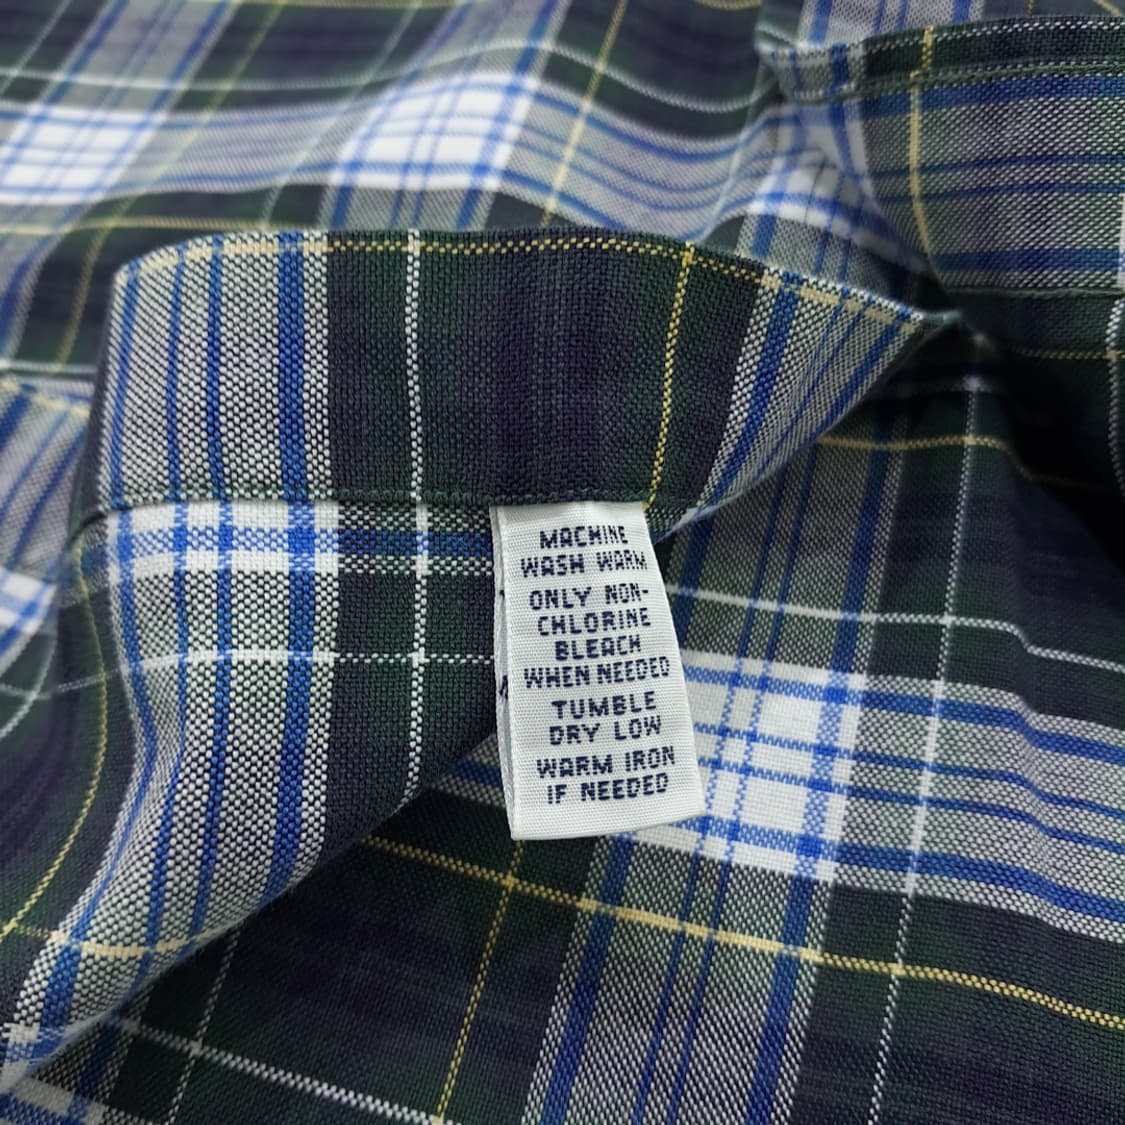 MACHINE
WASH WARM
ONLY NON-
CHLORINE
BLEACH
WHEN NEEDED
TUMBLE
DRY LOW
WARM IRON
IF NEEDED